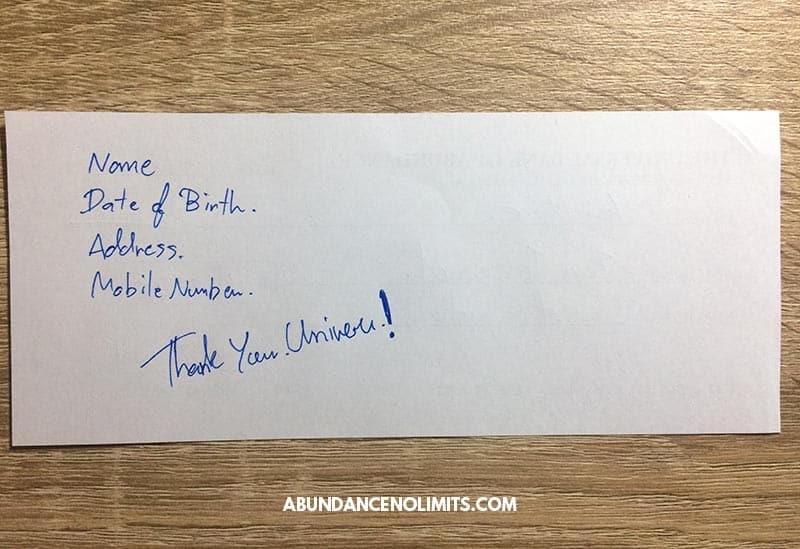 Name
Date of Birth.
Address.
Mobile Number.
Thank You. Universe!
ABUNDANCENOLIMITS.COM